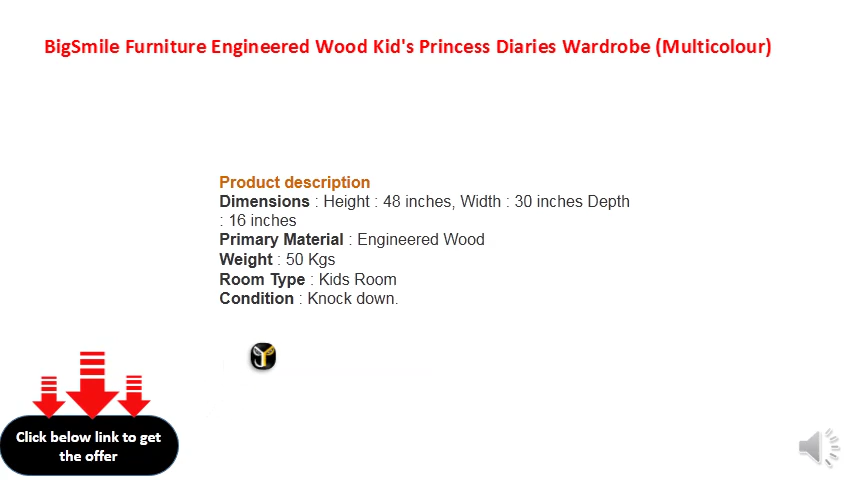 BigSmile Furniture Engineered Wood Kid's Princess Diaries Wardrobe (Multicolour)
Product description
Dimensions : Height : 48 inches, Width : 30 inches Depth
: 16 inches
Primary Material : Engineered Wood
Weight : 50 Kgs
Room Type : Kids Room
Condition : Knock down.
Click below link to get
the offer